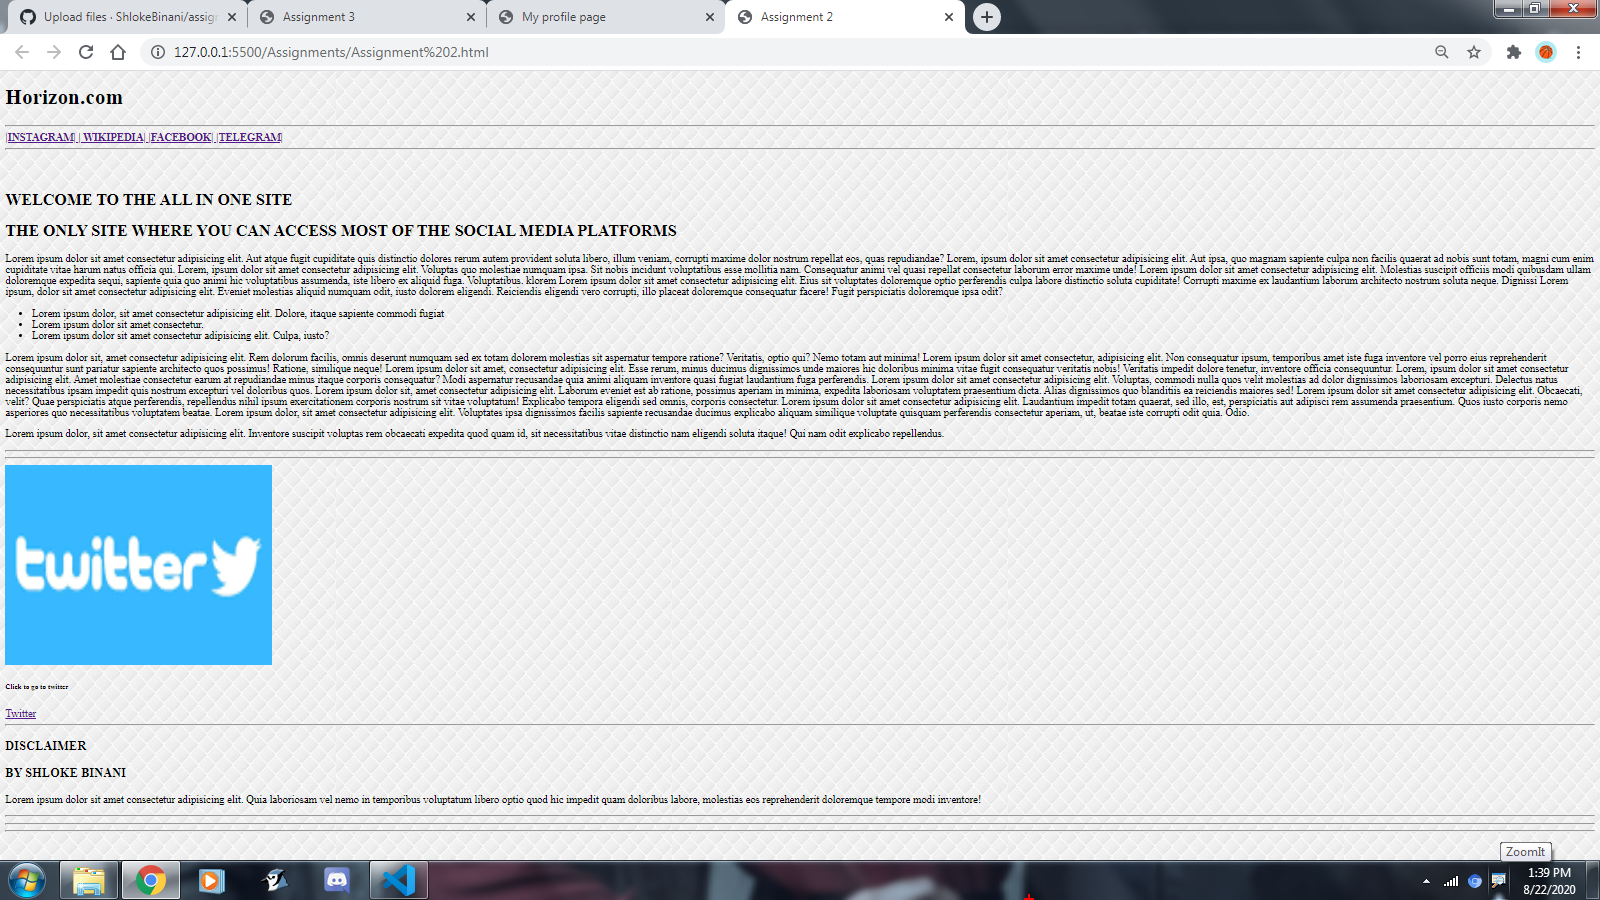 Upload files · ShlokeBinani/assign
Assignment 3
My profile page
Assignment 2
127.0.0.1:5500/Assignments/Assignment%202.html
Horizon.com
|INSTAGRAM| | WIKIPEDIA| |FACEBOOK| |TELEGRAM|
WELCOME TO THE ALL IN ONE SITE
THE ONLY SITE WHERE YOU CAN ACCESS MOST OF THE SOCIAL MEDIA PLATFORMS
Lorem ipsum dolor sit amet consectetur adipisicing elit. Aut atque fugit cupiditate quis distinctio dolores rerum autem provident soluta libero, illum veniam, corrupti maxime dolor nostrum repellat eos, quas repudiandae? Lorem, ipsum dolor sit amet consectetur adipisicing elit. Aut ipsa, quo magnam sapiente culpa non facilis quaerat ad nobis sunt totam, magni cum enim
cupiditate vitae harum natus officia qui. Lorem, ipsum dolor sit amet consectetur adipisicing elit. Voluptas quo molestiae numquam ipsa. Sit nobis incidunt voluptatibus esse mollitia nam. Consequatur animi vel quasi repellat consectetur laborum error maxime unde! Lorem ipsum dolor sit amet consectetur adipisicing elit. Molestias suscipit officiis modi quibusdam ullam
doloremque expedita sequi, sapiente quia quo animi hic voluptatibus assumenda, iste libero ex aliquid fuga. Voluptatibus. klorem Lorem ipsum dolor sit amet consectetur adipisicing elit. Eius sit voluptates doloremque optio perferendis culpa labore distinctio soluta cupiditate! Corrupti maxime ex laudantium laborum architecto nostrum soluta neque. Dignissi Lorem
ipsum, dolor sit amet consectetur adipisicing elit. Eveniet molestias aliquid numquam odit, iusto dolorem eligendi. Reiciendis eligendi vero corrupti, illo placeat doloremque consequatur facere! Fugit perspiciatis doloremque ipsa odit?
• Lorem ipsum dolor, sit amet consectetur adipisicing elit. Dolore, itaque sapiente commodi fugiat
• Lorem ipsum dolor sit amet consectetur.
• Lorem ipsum dolor sit amet consectetur adipisicing elit. Culpa, iusto?
Lorem ipsum dolor sit, amet consectetur adipisicing elit. Rem dolorum facilis, omnis deserunt numquam sed ex totam dolorem molestias sit aspernatur tempore ratione? Veritatis, optio qui? Nemo totam aut minima! Lorem ipsum dolor sit amet consectetur, adipisicing elit. Non consequatur ipsum, temporibus amet iste fuga inventore vel porro eius reprehenderit
consequuntur sunt pariatur sapiente architecto quos possimus! Ratione, similique neque! Lorem ipsum dolor sit amet, consectetur adipisicing elit. Esse rerum, minus ducimus dignissimos unde maiores hic doloribus minima vitae fugit consequatur veritatis nobis! Veritatis impedit dolore tenetur, inventore officia consequuntur. Lorem, ipsum dolor sit amet consectetur
adipisicing elit. Amet molestiae consectetur earum at repudiandae minus itaque corporis consequatur? Modi aspernatur recusandae quia animi aliquam inventore quasi fugiat laudantium fuga perferendis. Lorem ipsum dolor sit amet consectetur adipisicing elit. Voluptas, commodi nulla quos velit molestias ad dolor dignissimos laboriosam excepturi. Delectus natus
necessitatibus ipsam impedit quis nostrum excepturi vel doloribus quos. Lorem ipsum dolor sit, amet consectetur adipisicing elit. Laborum eveniet est ab ratione, possimus aperiam in minima, expedita laboriosam voluptatem praesentium dicta. Alias dignissimos quo blanditiis ea reiciendis maiores sed! Lorem ipsum dolor sit amet consectetur adipisicing elit. Obcaecati,
velit? Quae perspiciatis atque perferendis, repellendus nihil ipsum exercitationem corporis nostrum sit vitae voluptatum! Explicabo tempora eligendi sed omnis, corporis consectetur. Lorem ipsum dolor sit amet consectetur adipisicing elit. Laudantium impedit totam quaerat, sed illo, est, perspiciatis aut adipisci rem assumenda praesentium. Quos iusto corporis nemo
asperiores quo necessitatibus voluptatem beatae. Lorem ipsum dolor, sit amet consectetur adipisicing elit. Voluptates ipsa dignissimos facilis sapiente recusandae ducimus explicabo aliquam similique voluptate quisquam perferendis consectetur aperiam, ut, beatae iste corrupti odit quia. Odio.
Lorem ipsum dolor, sit amet consectetur adipisicing elit. Inventore suscipit voluptas rem obcaecati expedita quod quam id, sit necessitatibus vitae distinctio nam eligendi soluta itaque! Qui nam odit explicabo repellendus.
twitter
Click to go to twitter
Twitter
DISCLAIMER
BY SHLOKE BINANI
Lorem ipsum dolor sit amet consectetur adipisicing elit. Quia laboriosam vel nemo in temporibus voluptatum libero optio quod hic impedit quam doloribus labore, molestias eos reprehenderit doloremque tempore modi inventore!
ZoomIt
1:39 PM
8/22/2020